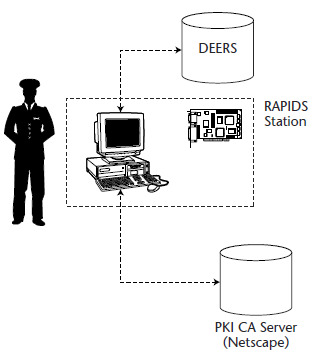 DEERS
RAPIDS
Station
PKI CA Server
(Netscape)